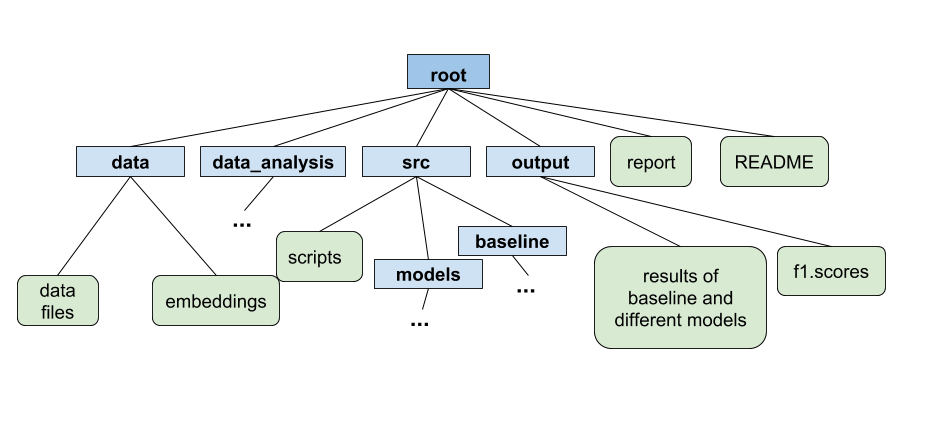 root
data
data_analysis
src
output
report
README
...
scripts
models
baseline
...
...
data
files
embeddings
results of
baseline and
different models
f1.scores